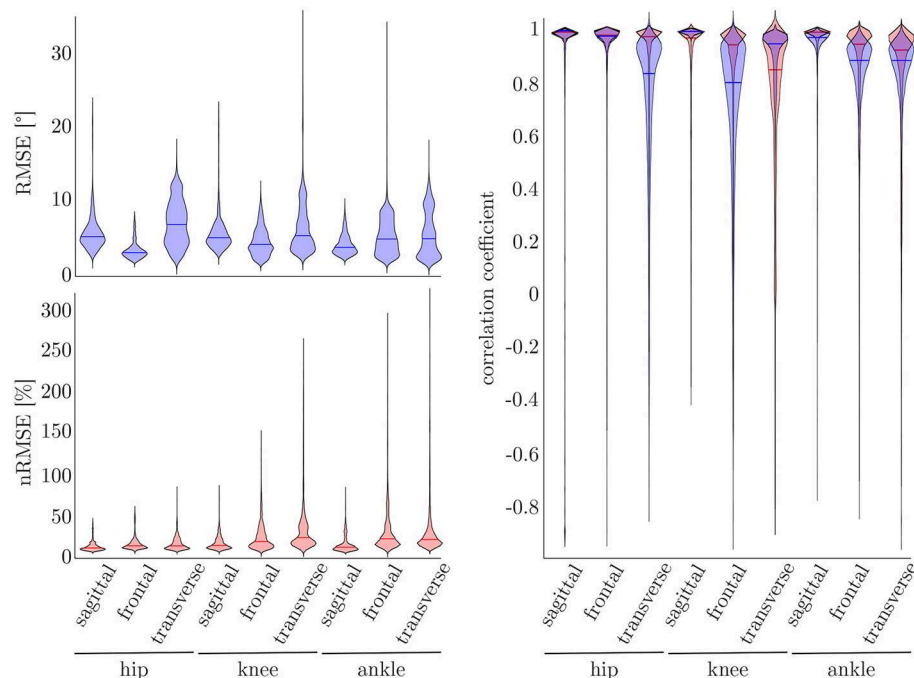 RMSE [°]
30
20
10
0
nRMSE [%]
300
250
200
150
100
50
0
sagittal
frontal
transverse
sagittal
frontal
transverse
sagittal
frontal
transverse
hip
knee
ankle
correlation coefficient
1
0.8
0.6
0.4
0.2
0
-0.2
-0.4
-0.6
-0.8
sagittal
frontal
transverse
sagittal
frontal
transverse
sagittal
frontal
transverse
hip
knee
ankle